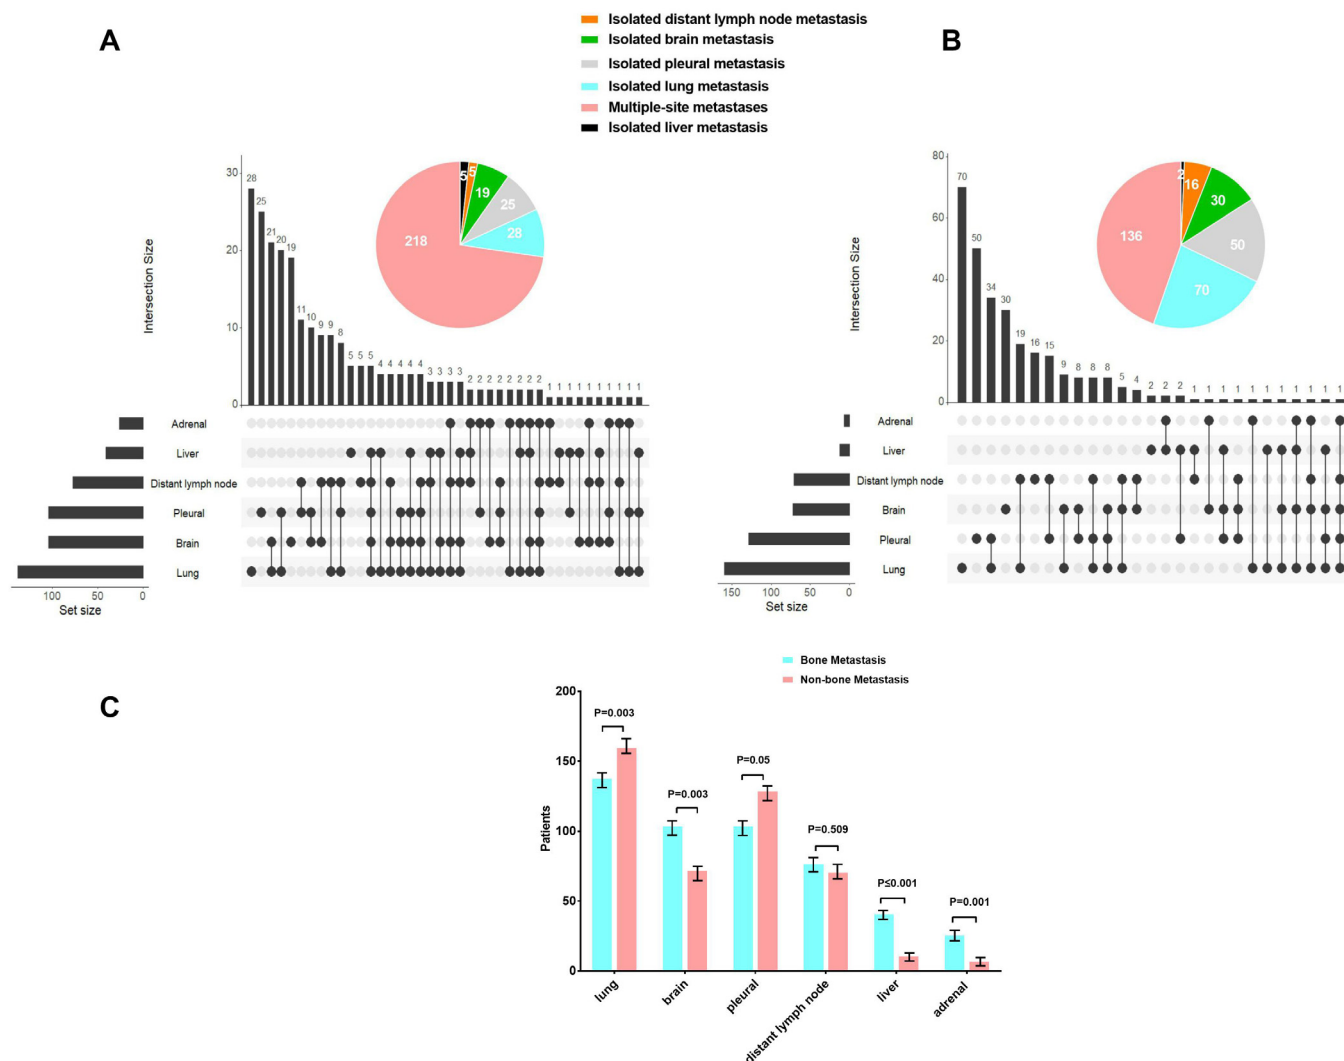 A
Isolated distant lymph node metastasis
Isolated brain metastasis
Isolated pleural metastasis
Isolated lung metastasis
Multiple-site metastases
Isolated liver metastasis
B
Intersection Size
30
20
10
0
28 25 21 20 19 11 10 9 9 8 5 5 5 4 4 4 4 4 3 3 3 3 2 2 2 2 2 2 2 2 1 1 1 1 1 1 1 1 1 1
5 5 19 25 28 218
Adrenal
Liver
Distant lymph node
Pleural
Brain
Lung
100 50 0
Set size
Intersection Size
80
60
40
20
0
70 50 34 30 19 16 15 9 8 8 8 5 4 2 2 2 1 1 1 1 1 1 1 1 1 1 1
2 16 30 50 70 136
Adrenal
Liver
Distant lymph node
Brain
Pleural
Lung
150 100 50 0
Set size
C
Bone Metastasis
Non-bone Metastasis
Patients
200
150
100
50
0
P=0.003
P=0.003
P=0.05
P=0.509
P≤0.001
P=0.001
lung
brain
pleural
distant lymph node
liver
adrenal